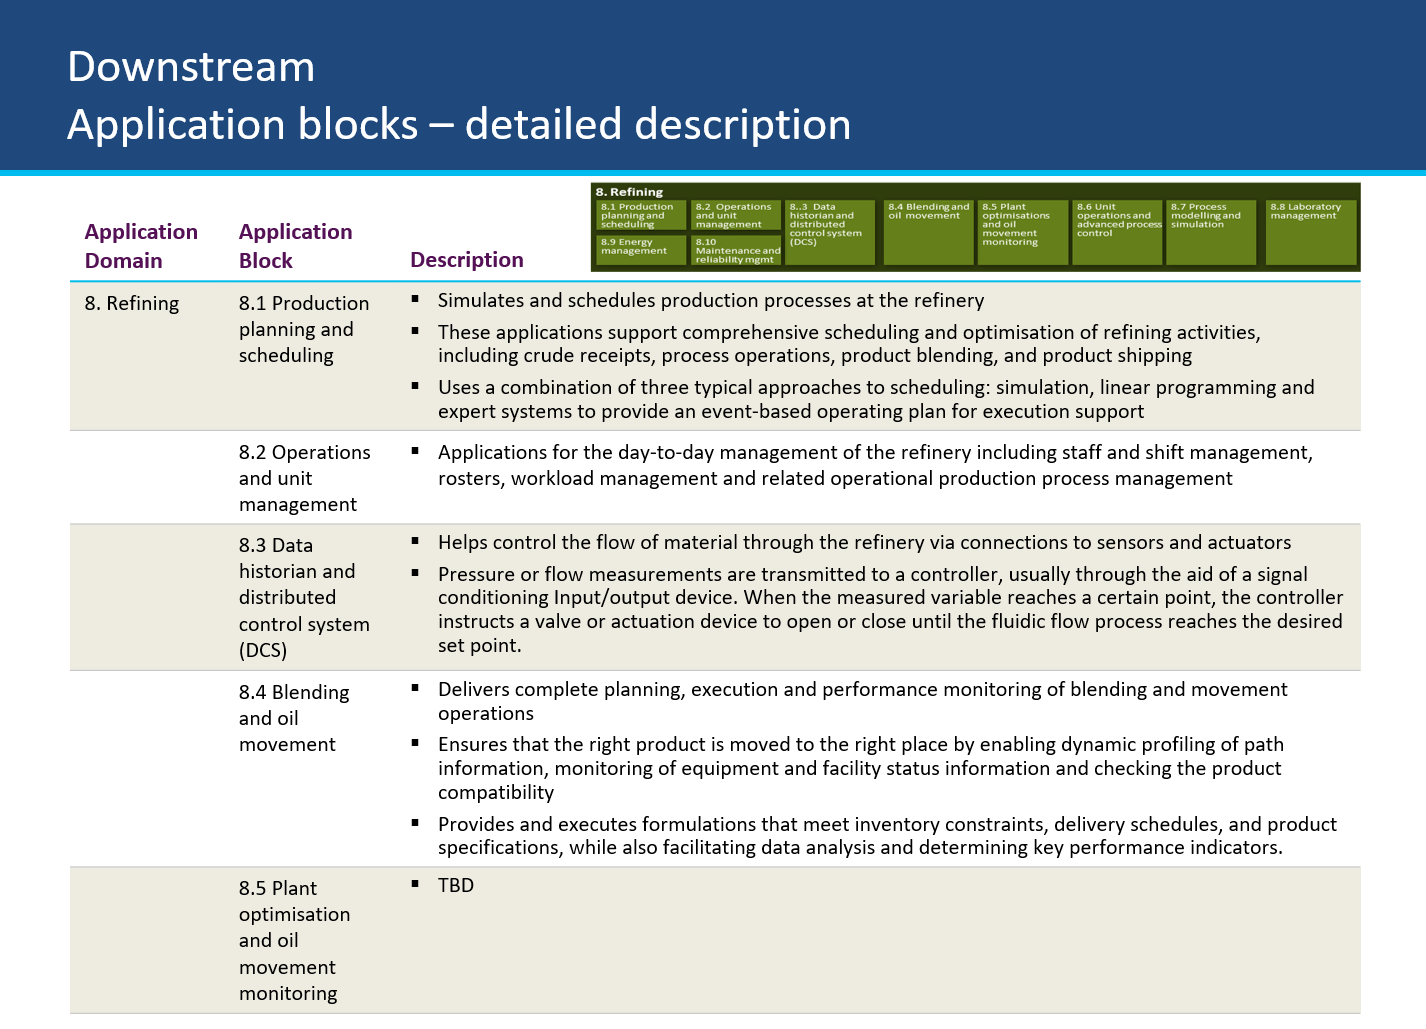 Downstream
Application blocks – detailed description
8. Refining
8.1 Production
planning and
scheduling
8.2 Operations
and unit
management
8..3 Data
historian and
distributed
control system
(DCS)
8.4 Blending and
oil movement
8.5 Plant
optimisations
and oil
movement
monitoring
8.6 Unit
operations and
advanced process
control
8.7 Process
modelling and
simulation
8.8 Laboratory
management
8.9 Energy
management
8.10
Maintenance and
reliability mgmt
Application
Domain
Application
Block
Description
8. Refining
8.1 Production
planning and
scheduling
▪ Simulates and schedules production processes at the refinery
▪ These applications support comprehensive scheduling and optimisation of refining activities,
including crude receipts, process operations, product blending, and product shipping
▪ Uses a combination of three typical approaches to scheduling: simulation, linear programming and
expert systems to provide an event-based operating plan for execution support
8.2 Operations
and unit
management
▪ Applications for the day-to-day management of the refinery including staff and shift management,
rosters, workload management and related operational production process management
8.3 Data
historian and
distributed
control system
(DCS)
▪ Helps control the flow of material through the refinery via connections to sensors and actuators
▪ Pressure or flow measurements are transmitted to a controller, usually through the aid of a signal
conditioning Input/output device. When the measured variable reaches a certain point, the controller
instructs a valve or actuation device to open or close until the fluidic flow process reaches the desired
set point.
8.4 Blending
and oil
movement
▪ Delivers complete planning, execution and performance monitoring of blending and movement
operations
▪ Ensures that the right product is moved to the right place by enabling dynamic profiling of path
information, monitoring of equipment and facility status information and checking the product
compatibility
▪ Provides and executes formulations that meet inventory constraints, delivery schedules, and product
specifications, while also facilitating data analysis and determining key performance indicators.
8.5 Plant
optimisation
and oil
movement
monitoring
▪ TBD